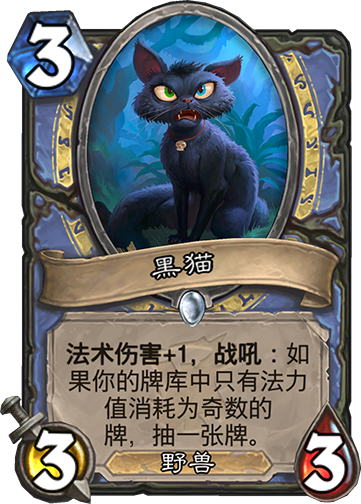 3
黑猫
法术伤害+1，战吼：如
果你的牌库中只有法力
值消耗为奇数的
牌，抽一张牌。
3
野兽
3